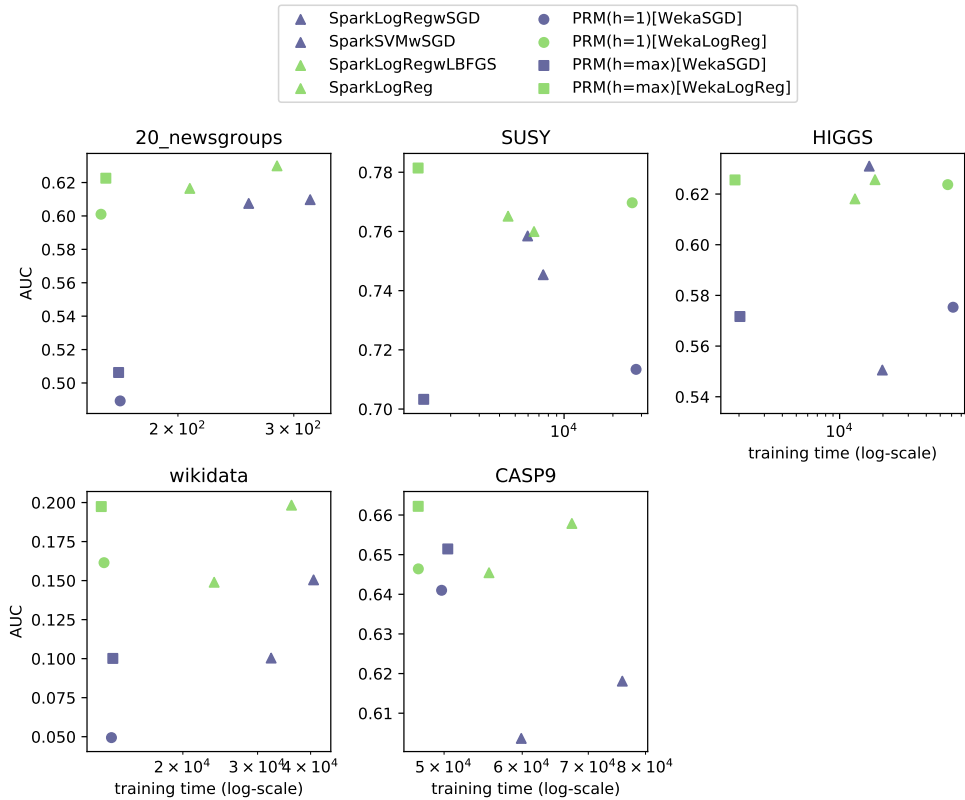 SparkLogRegwSGD
SparkSVMwSGD
SparkLogRegwLBFGS
SparkLogReg
PRM(h=1)[WekaSGD]
PRM(h=1)[WekaLogReg]
PRM(h=max)[WekaSGD]
PRM(h=max)[WekaLogReg]
20_newsgroups
AUC
0.62
0.60
0.58
0.56
0.54
0.52
0.50
2 × 10²
3 × 10²
SUSY
0.78
0.76
0.74
0.72
0.70
10⁴
HIGGS
0.62
0.60
0.58
0.56
0.54
10⁴
training time (log-scale)
wikidata
AUC
0.200
0.175
0.150
0.125
0.100
0.075
0.050
2 × 10⁴
3 × 10⁴
4 × 10⁴
training time (log-scale)
CASP9
0.66
0.65
0.64
0.63
0.62
0.61
5 × 10⁴
6 × 10⁴
7 × 10⁴
8 × 10⁴
training time (log-scale)